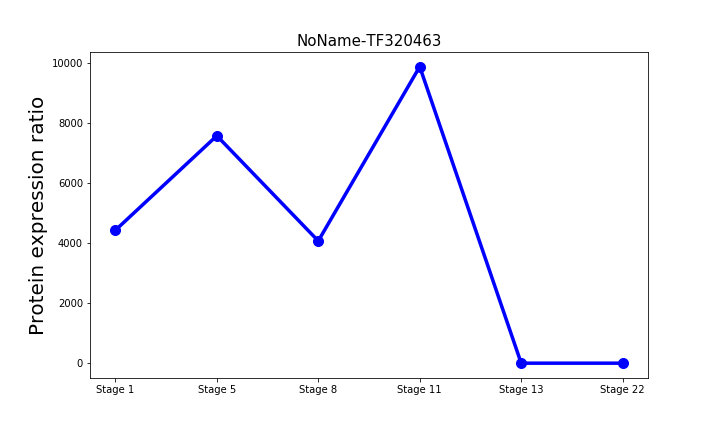 NoName-TF320463
Protein expression ratio
10000
8000
6000
4000
2000
0
Stage 1 Stage 5 Stage 8 Stage 11 Stage 13 Stage 22